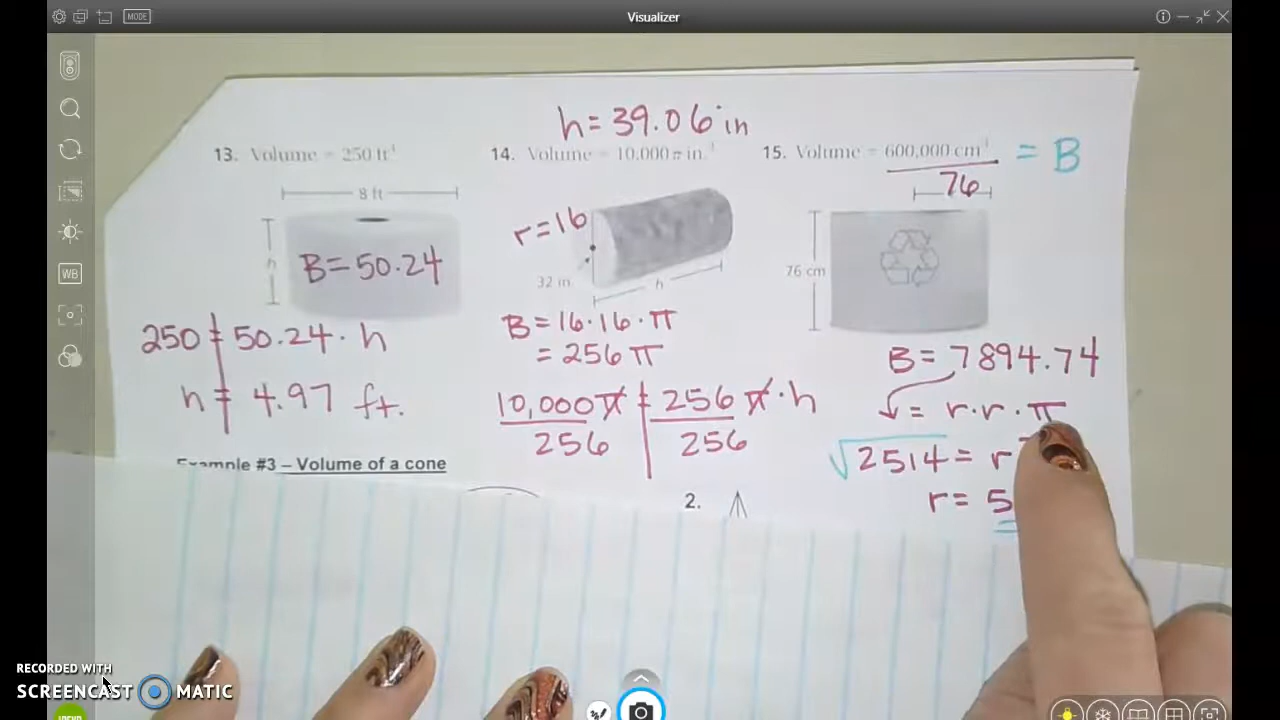 MODE
Visualizer
WB
h = 39.06 in
13. Volume = 250 ft³
8 ft
h
B = 50.24
250 = 50.24 · h
h = 4.97 ft.
14. Volume = 10,000π in.³
r = 16
32 in.
h
B = 16 · 16 · π
= 256 π
10,000π = 256 π · h
256 256
15. Volume = 600,000 cm³ = B
76
76 cm
B = 7894.74
= r · r · π
√2514 = r
r = 5
Example #3 – Volume of a cone
2.
RECORDED WITH
SCREENCAST MATIC